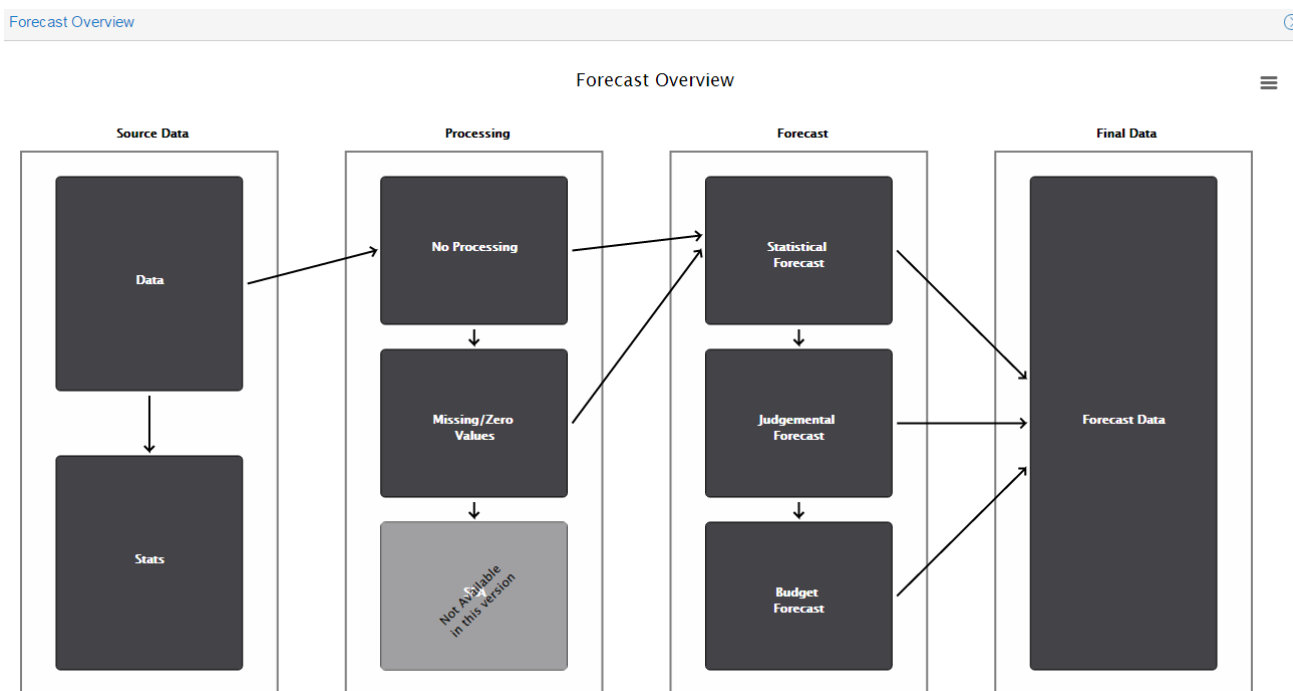 Forecast Overview
Forecast Overview
Source Data
Processing
Forecast
Final Data
Data
Stats
No Processing
Missing/Zero
Values
Not Available
in this version
Statistical
Forecast
Judgemental
Forecast
Budget
Forecast
Forecast Data